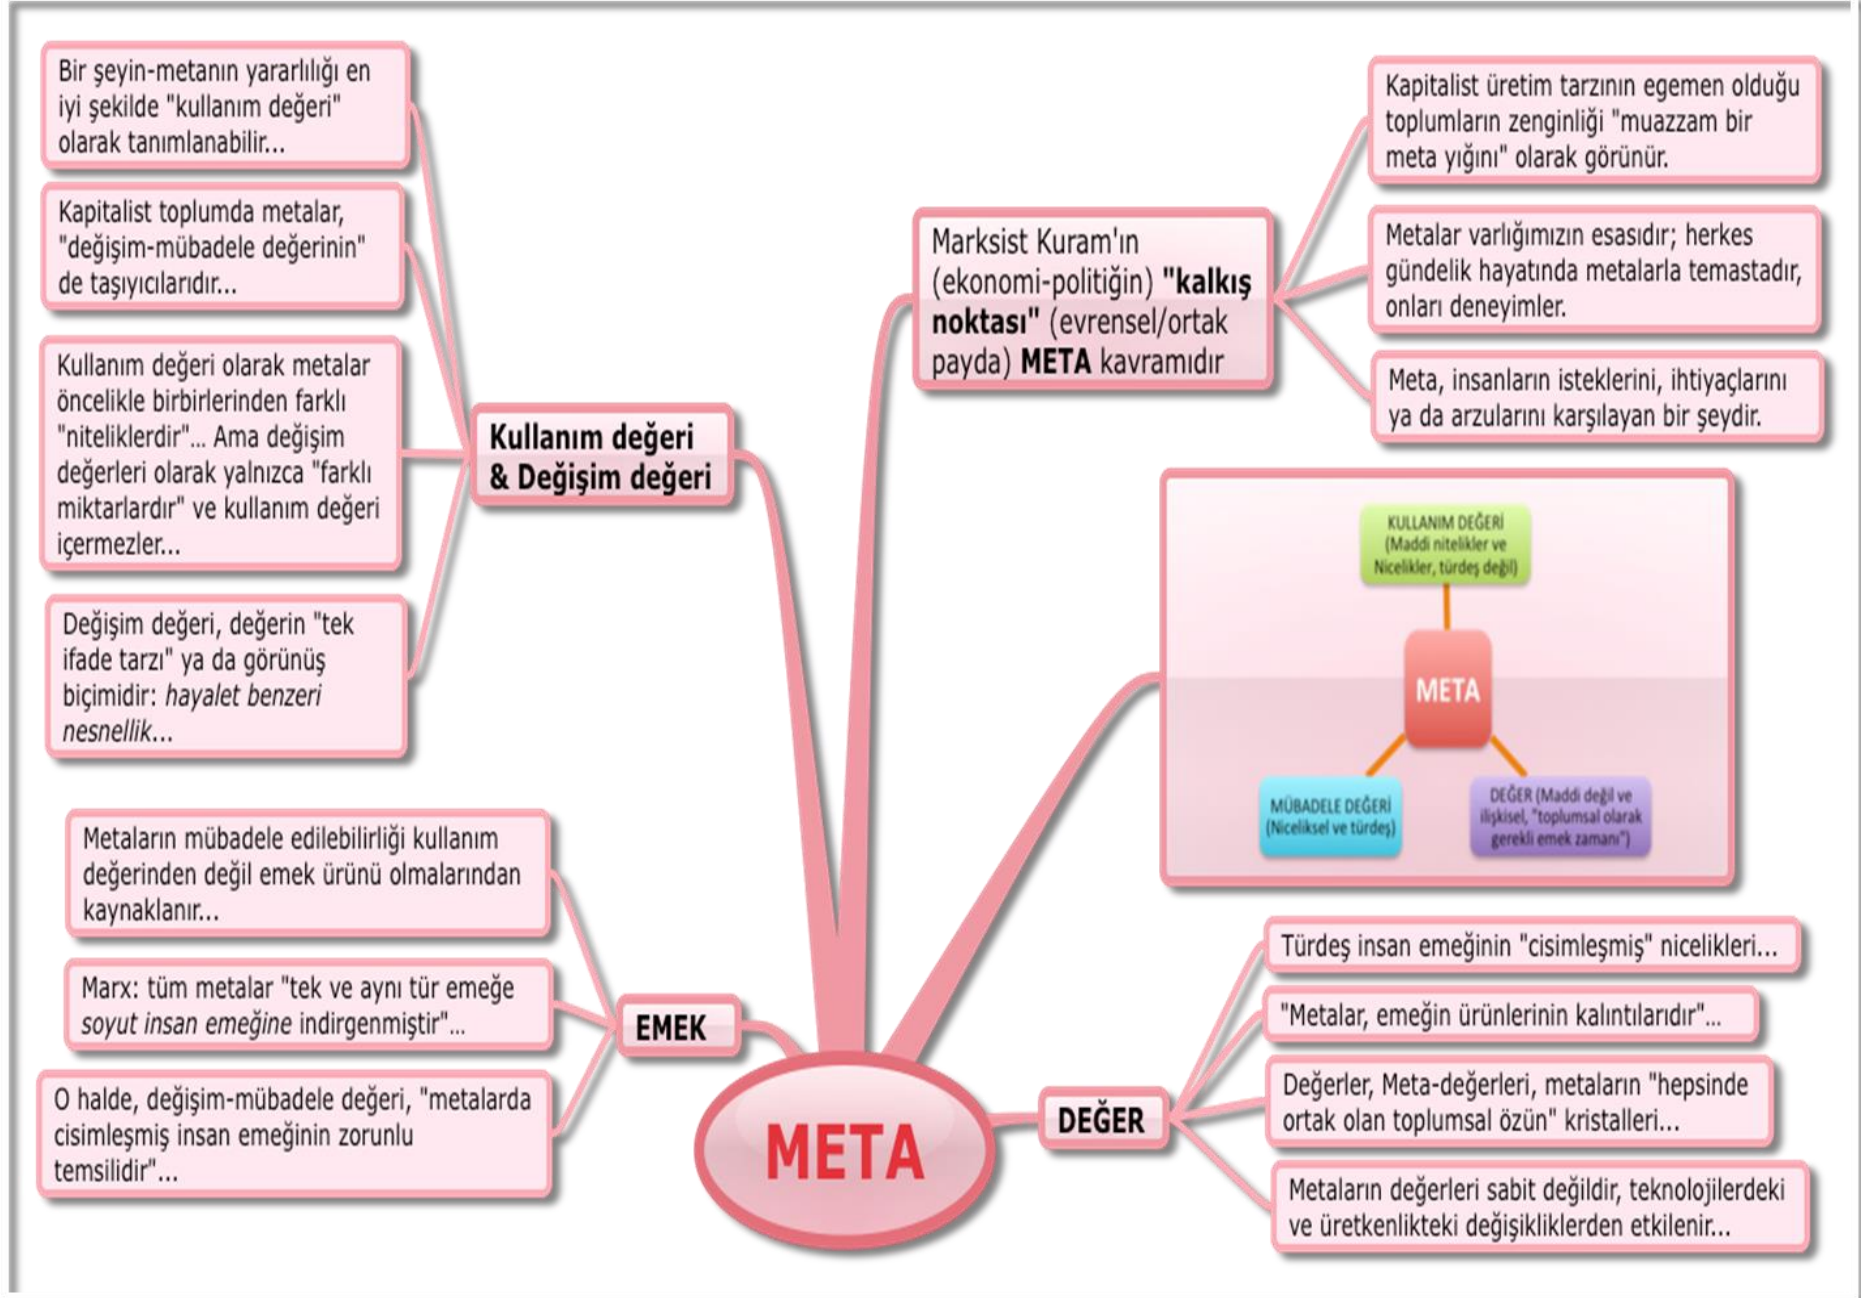 Bir şeyin-metanın yararlılığı en
iyi şekilde "kullanım değeri"
olarak tanımlanabilir...
Kapitalist toplumda metalar,
"değişim-mübadele değerinin"
de taşıyıcılarıdır...
Kullanım değeri olarak metalar
öncelikle birbirlerinden farklı
"niteliklerdir"... Ama değişim
değerleri olarak yalnızca "farklı
miktarlardır" ve kullanım değeri
içermezler...
Değişim değeri, değerin "tek
ifade tarzı" ya da görünüş
biçimidir: hayalet benzeri
nesnellik...
Kullanım değeri
& Değişim değeri
Marksist Kuram'ın
(ekonomi-politiğin) "kalkış
noktası" (evrensel/ortak
payda) META kavramıdır
Kapitalist üretim tarzının egemen olduğu
toplumların zenginliği "muazzam bir
meta yığını" olarak görünür.
Metalar varlığımızın esasıdır; herkes
gündelik hayatında metalarla temastadır,
onları deneyimler.
Meta, insanların isteklerini, ihtiyaçlarını
ya da arzularını karşılayan bir şeydir.
KULLANIM DEĞERİ
(Maddi nitelikler ve
Nicelikler, türdeş değil)
META
MÜBADELE DEĞERİ
(Niceliksel ve türdeş)
DEĞER (Maddi değil ve
ilişkisel, "toplumsal olarak
gerekli emek zamanı")
Metaların mübadele edilebilirliği kullanım
değerinden değil emek ürünü olmalarından
kaynaklanır...
Marx: tüm metalar "tek ve aynı tür emeğe
soyut insan emeğine indirgenmiştir"...
O halde, değişim-mübadele değeri, "metalarda
cisimleşmiş insan emeğinin zorunlu
temsilidir"...
EMEK
META
DEĞER
Türdeş insan emeğinin "cisimleşmiş" nicelikleri...
"Metalar, emeğin ürünlerinin kalıntılarıdır"...
Değerler, Meta-değerleri, metaların "hepsinde
ortak olan toplumsal özün" kristalleri...
Metaların değerleri sabit değildir, teknolojilerdeki
ve üretkenlikteki değişikliklerden etkilenir...